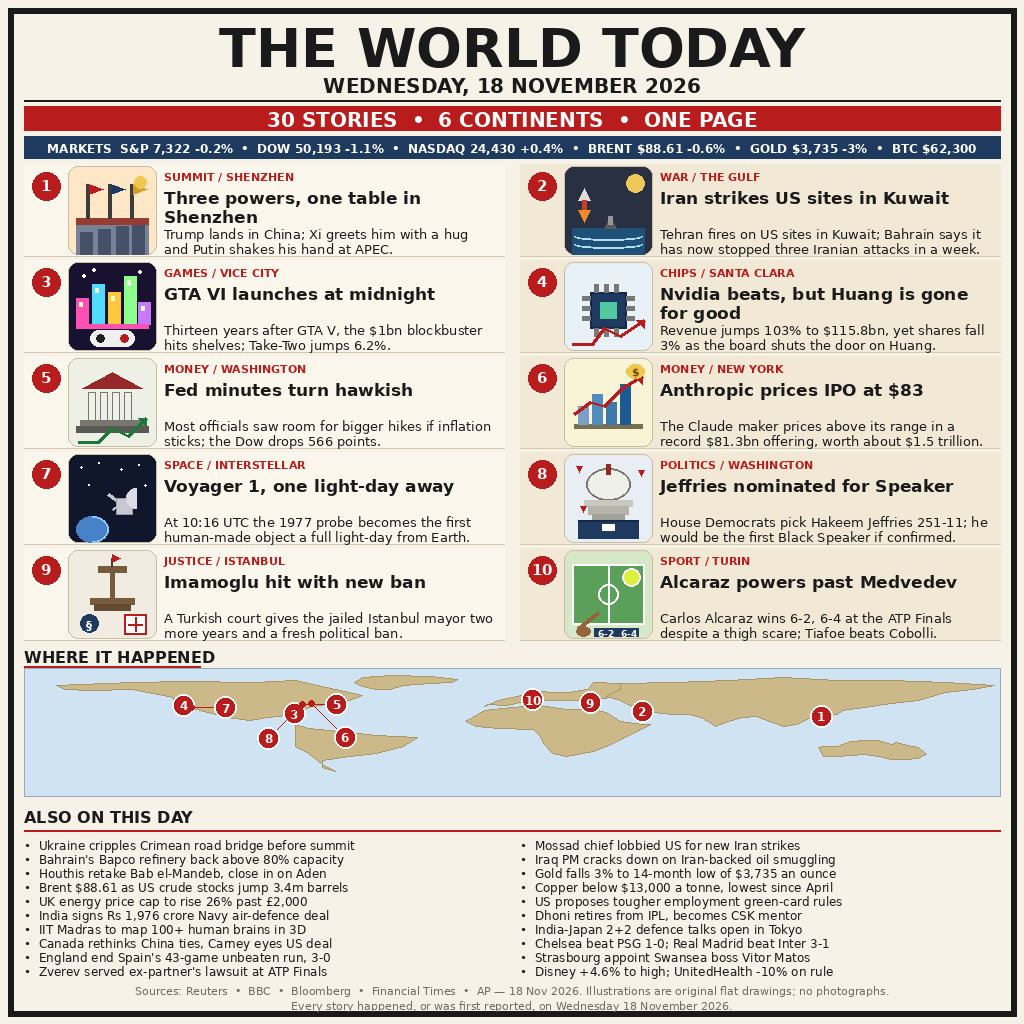 THE WORLD TODAY
WEDNESDAY, 18 NOVEMBER 2026
30 STORIES • 6 CONTINENTS • ONE PAGE
MARKETS S&P 7,322 -0.2% • DOW 50,193 -1.1% • NASDAQ 24,430 +0.4% • BRENT $88.61 -0.6% • GOLD $3,735 -3% • BTC $62,300
1
SUMMIT / SHENZHEN
Three powers, one table in
Shenzhen
Trump lands in China; Xi greets him with a hug
and Putin shakes his hand at APEC.
2
WAR / THE GULF
Iran strikes US sites in Kuwait
Tehran fires on US sites in Kuwait; Bahrain says it
has now stopped three Iranian attacks in a week.
3
GAMES / VICE CITY
GTA VI launches at midnight
Thirteen years after GTA V, the $1bn blockbuster
hits shelves; Take-Two jumps 6.2%.
4
CHIPS / SANTA CLARA
Nvidia beats, but Huang is gone
for good
Revenue jumps 103% to $115.8bn, yet shares fall
3% as the board shuts the door on Huang.
5
MONEY / WASHINGTON
Fed minutes turn hawkish
Most officials saw room for bigger hikes if inflation
sticks; the Dow drops 566 points.
6
$
MONEY / NEW YORK
Anthropic prices IPO at $83
The Claude maker prices above its range in a
record $81.3bn offering, worth about $1.5 trillion.
7
SPACE / INTERSTELLAR
Voyager 1, one light-day away
At 10:16 UTC the 1977 probe becomes the first
human-made object a full light-day from Earth.
8
POLITICS / WASHINGTON
Jeffries nominated for Speaker
House Democrats pick Hakeem Jeffries 251-11; he
would be the first Black Speaker if confirmed.
9
§
JUSTICE / ISTANBUL
Imamoglu hit with new ban
A Turkish court gives the jailed Istanbul mayor two
more years and a fresh political ban.
10
6-2 6-4
SPORT / TURIN
Alcaraz powers past Medvedev
Carlos Alcaraz wins 6-2, 6-4 at the ATP Finals
despite a thigh scare; Tiafoe beats Cobolli.
WHERE IT HAPPENED
4
7
3
5
8
6
10
9
2
1
ALSO ON THIS DAY
• Ukraine cripples Crimean road bridge before summit
• Bahrain's Bapco refinery back above 80% capacity
• Houthis retake Bab el-Mandeb, close in on Aden
• Brent $88.61 as US crude stocks jump 3.4m barrels
• UK energy price cap to rise 26% past £2,000
• India signs Rs 1,976 crore Navy air-defence deal
• IIT Madras to map 100+ human brains in 3D
• Canada rethinks China ties, Carney eyes US deal
• England end Spain's 43-game unbeaten run, 3-0
• Zverev served ex-partner's lawsuit at ATP Finals
• Mossad chief lobbied US for new Iran strikes
• Iraq PM cracks down on Iran-backed oil smuggling
• Gold falls 3% to 14-month low of $3,735 an ounce
• Copper below $13,000 a tonne, lowest since April
• US proposes tougher employment green-card rules
• Dhoni retires from IPL, becomes CSK mentor
• India-Japan 2+2 defence talks open in Tokyo
• Chelsea beat PSG 1-0; Real Madrid beat Inter 3-1
• Strasbourg appoint Swansea boss Vitor Matos
• Disney +4.6% to high; UnitedHealth -10% on rule
Sources: Reuters • BBC • Bloomberg • Financial Times • AP — 18 Nov 2026. Illustrations are original flat drawings; no photographs.
Every story happened, or was first reported, on Wednesday 18 November 2026.